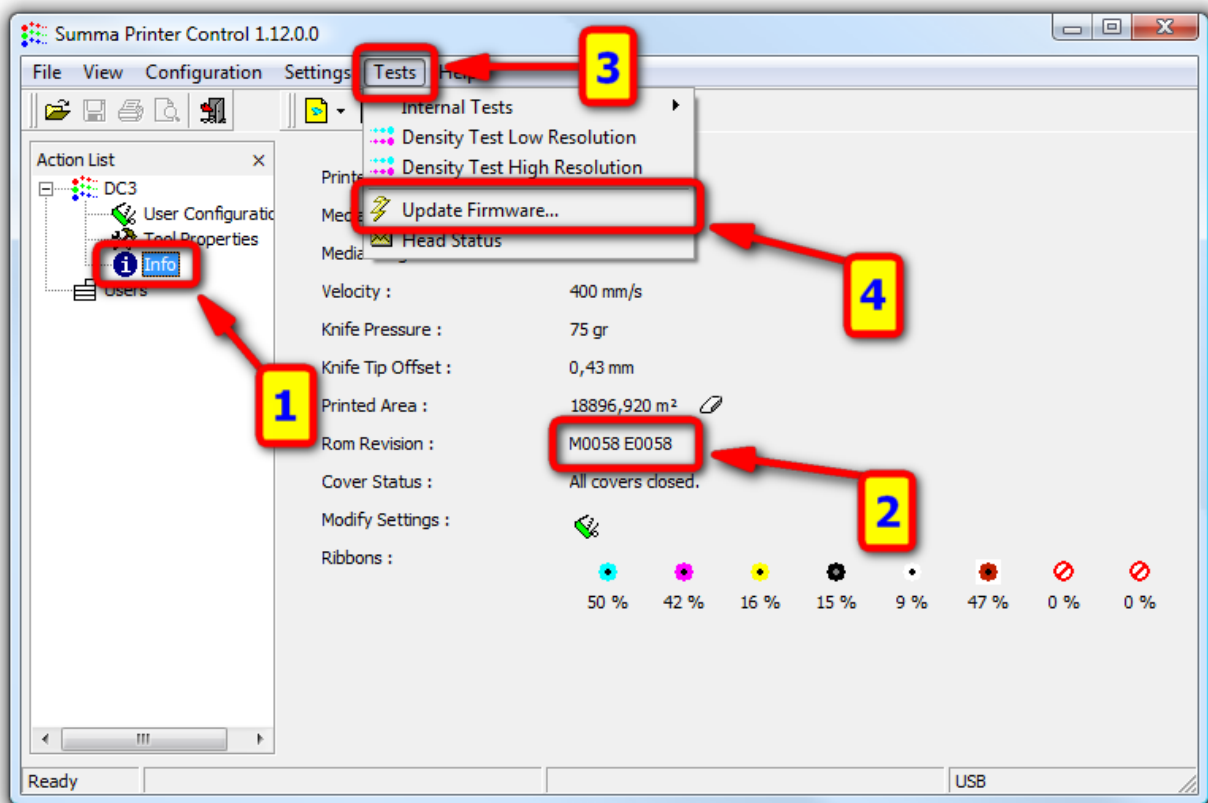 Summa Printer Control 1.12.0.0
File View Configuration Settings Tests
3
Action List
DC3
User Configuratic
Tool Properties
Info
Users
Internal Tests
Density Test Low Resolution
Density Test High Resolution
Update Firmware...
Head Status
Printe
Medi
Media
Velocity : 400 mm/s
Knife Pressure : 75 gr
Knife Tip Offset : 0,43 mm
Printed Area : 18896,920 m²
Rom Revision : M0058 E0058
Cover Status : All covers closed.
Modify Settings :
Ribbons :
50 % 42 % 16 % 15 % 9 % 47 % 0 % 0 %
1
4
2
Ready USB